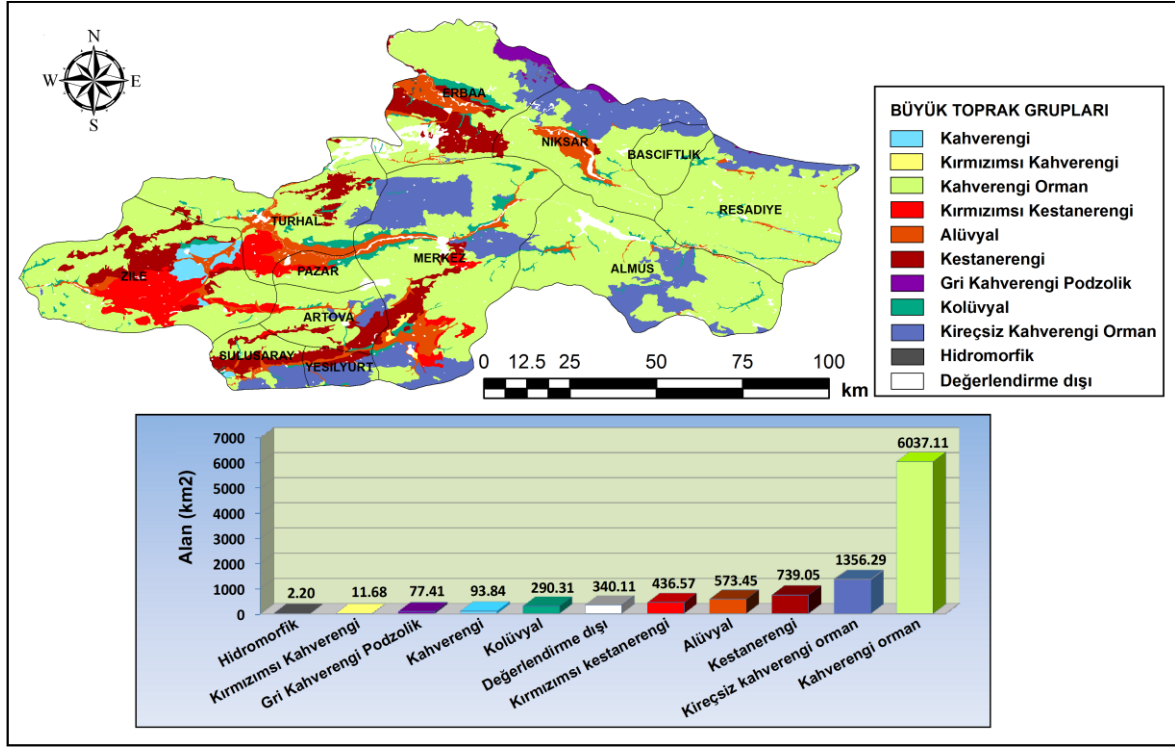 N
W E
S
ERBAA
NIKSAR
BASCIFTLIK
RESADIYE
TURHAL
MERKEZ
PAZAR
ALMUS
ZILE
ARTOVA
SULUSARAY
YESILYURT
0 12.5 25 50 75 100
km
BÜYÜK TOPRAK GRUPLARI
Kahverengi
Kırmızımsı Kahverengi
Kahverengi Orman
Kırmızımsı Kestanerengi
Alüvyal
Kestanerengi
Gri Kahverengi Podzolik
Kolüvyal
Kireçsiz Kahverengi Orman
Hidromorfik
Değerlendirme dışı
Alan (km2)
7000
6000
5000
4000
3000
2000
1000
0
2.20 11.68 77.41 93.84 290.31 340.11 436.57 573.45 739.05 1356.29 6037.11
Hidromorfik
Kırmızımsı Kahverengi
Gri Kahverengi Podzolik
Kahverengi
Kolüvyal
Değerlendirme dışı
Kırmızımsı kestanerengi
Alüvyal
Kestanerengi
Kireçsiz kahverengi orman
Kahverengi orman